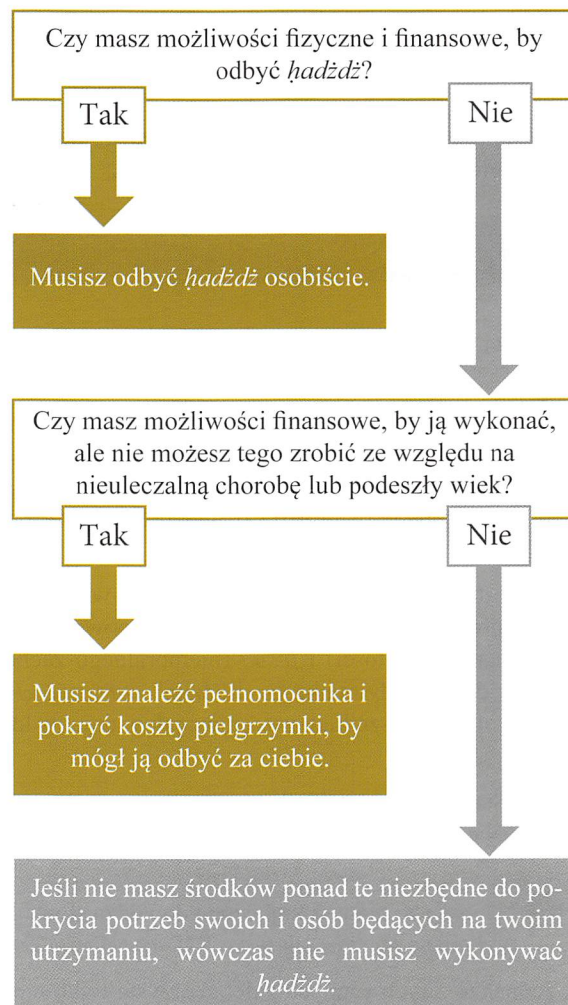 Czy masz możliwości fizyczne i finansowe, by
odbyć ḥadżdż?
Tak
Nie
Musisz odbyć ḥadżdż osobiście.
Czy masz możliwości finansowe, by ją wykonać,
ale nie możesz tego zrobić ze względu na
nieuleczalną chorobę lub podeszły wiek?
Tak
Nie
Musisz znaleźć pełnomocnika i
pokryć koszty pielgrzymki, by
mógł ją odbyć za ciebie.
Jeśli nie masz środków ponad te niezbędne do po-
krycia potrzeb swoich i osób będących na twoim
utrzymaniu, wówczas nie musisz wykonywać
ḥadżdż.